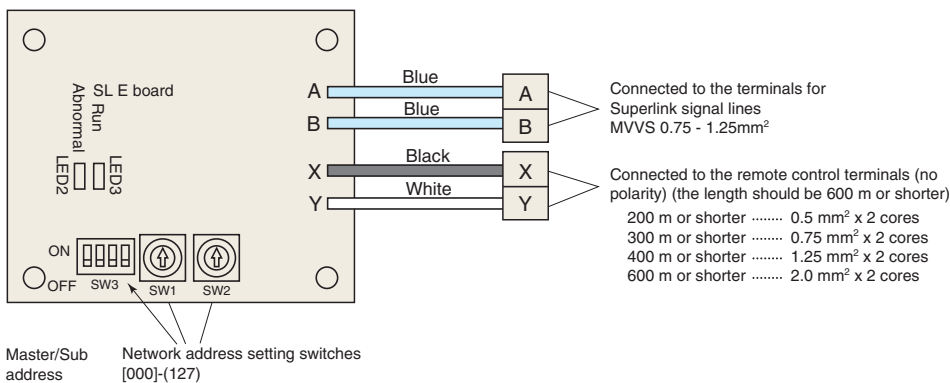 SL E board
Abnormal
Run
LED2
LED3
ON
OFF
SW3
SW1
SW2
A
B
X
Y
Blue
Blue
Black
White
A
B
X
Y
Connected to the terminals for
Superlink signal lines
MVVS 0.75 - 1.25mm²
Connected to the remote control terminals (no
polarity) (the length should be 600 m or shorter)
200 m or shorter ........ 0.5 mm² x 2 cores
300 m or shorter ........ 0.75 mm² x 2 cores
400 m or shorter ........ 1.25 mm² x 2 cores
600 m or shorter ........ 2.0 mm² x 2 cores
Master/Sub
address
Network address setting switches
[000]-(127)